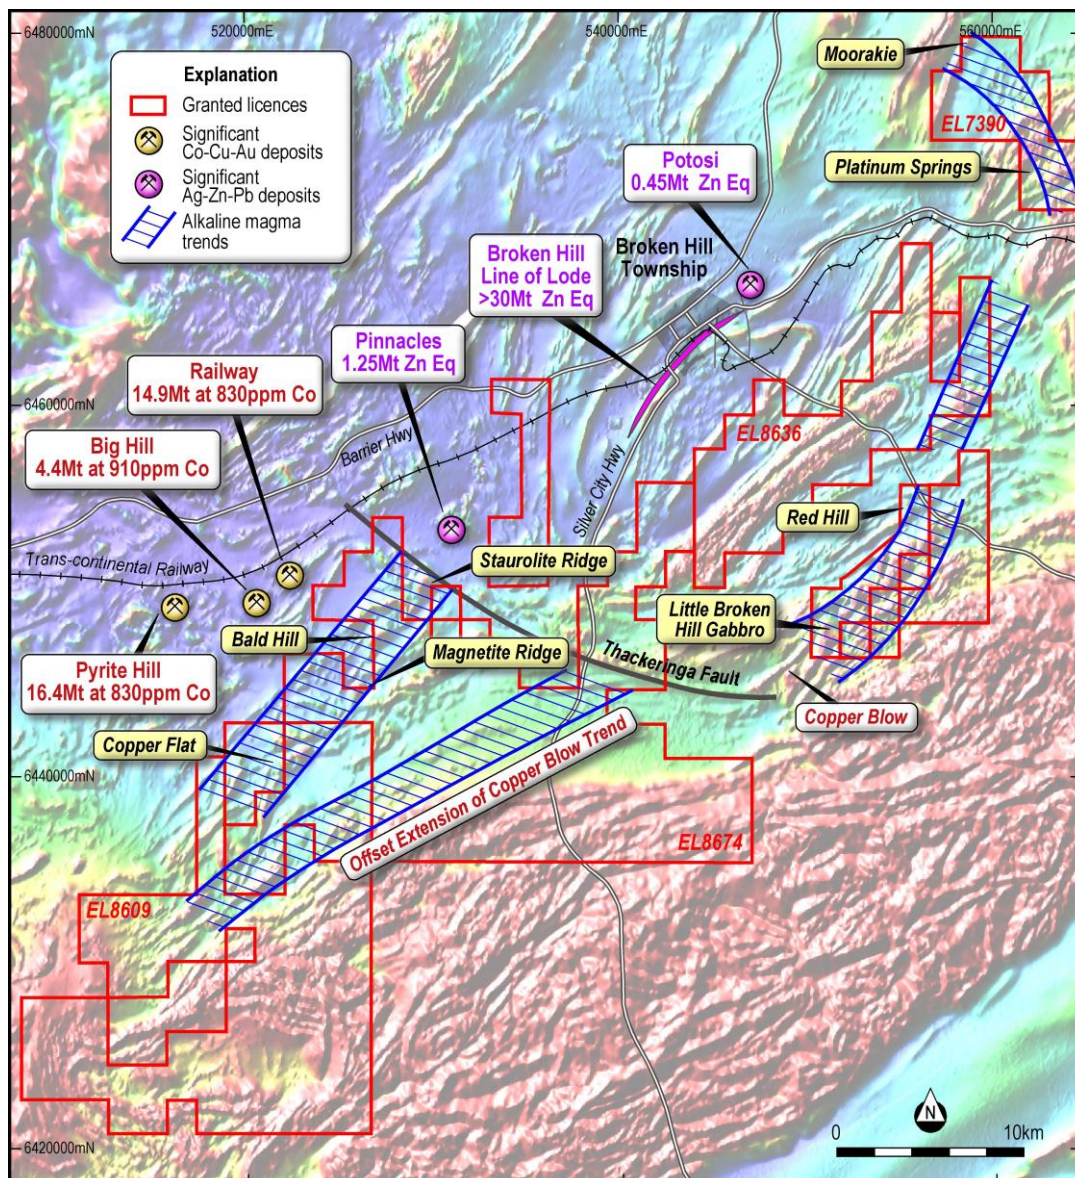 6480000mN
520000mE
540000mE
560000mE
Explanation
Granted licences
Significant
Co-Cu-Au deposits
Significant
Ag-Zn-Pb deposits
Alkaline magma
trends
Moorakie
EL7390
Platinum Springs
Potosi
0.45Mt Zn Eq
Broken Hill
Township
Broken Hill
Line of Lode
>30Mt Zn Eq
Pinnacles
1.25Mt Zn Eq
Railway
14.9Mt at 830ppm Co
6460000mN
Big Hill
4.4Mt at 910ppm Co
Barrier Hwy
EL8636
Silver City Hwy
Red Hill
Trans-continental Railway
Staurolite Ridge
Pyrite Hill
16.4Mt at 830ppm Co
Bald Hill
Magnetite Ridge
Little Broken
Hill Gabbro
Thackeringa Fault
Copper Blow
Copper Flat
6440000mN
Offset Extension of Copper Blow Trend
EL8674
EL8609
N
0
10km
6420000mN